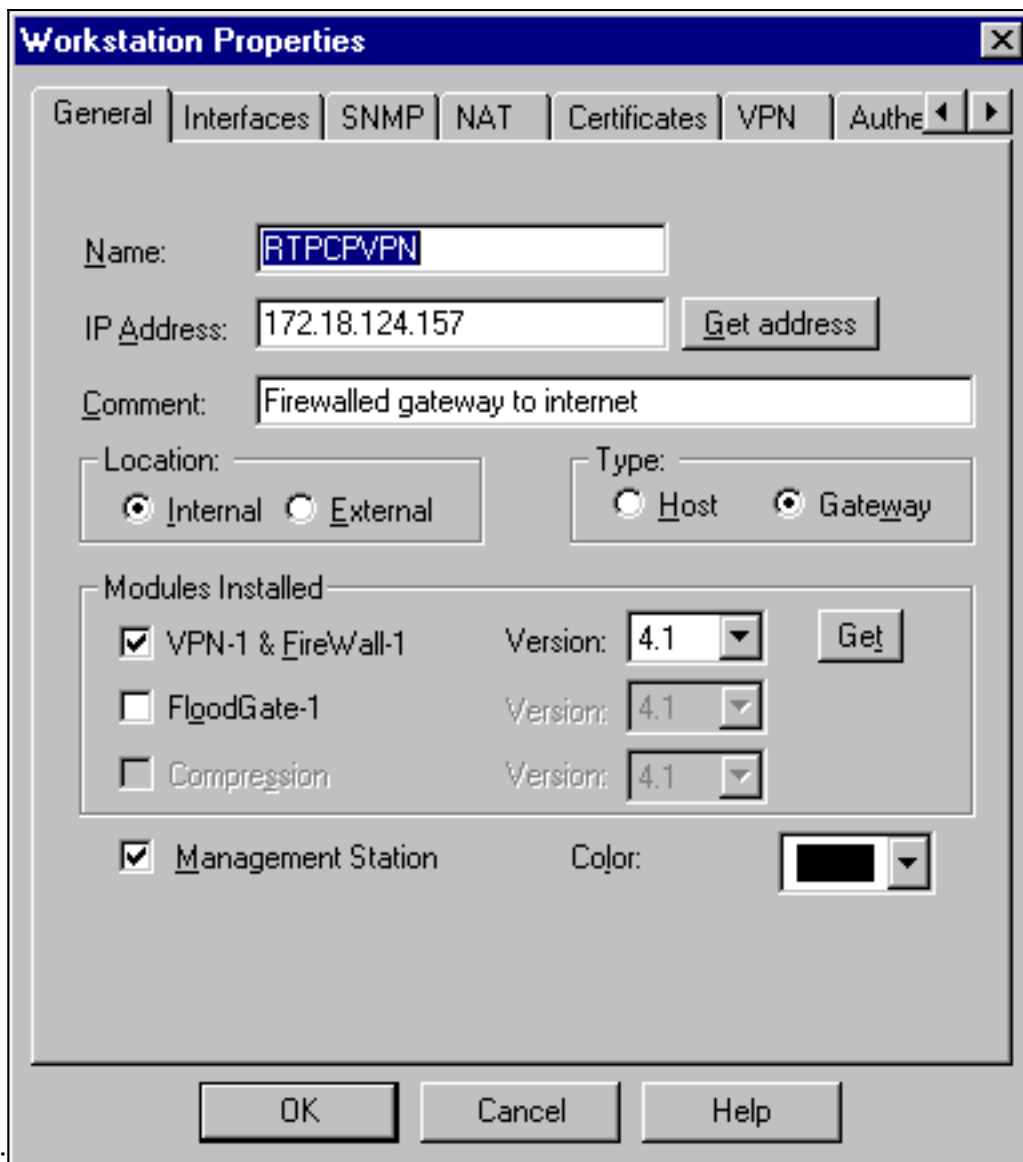 Workstation Properties
General Interfaces SNMP NAT Certificates VPN Authe
Name: RTPCPVPN
IP Address: 172.18.124.157 Get address
Comment: Firewalled gateway to internet
Location: Type:
Internal External Host Gateway
Modules Installed
VPN-1 & FireWall-1 Version: 4.1 Get
FloodGate-1 Version: 4.1
Compression Version: 4.1
Management Station Color:
OK Cancel Help
.